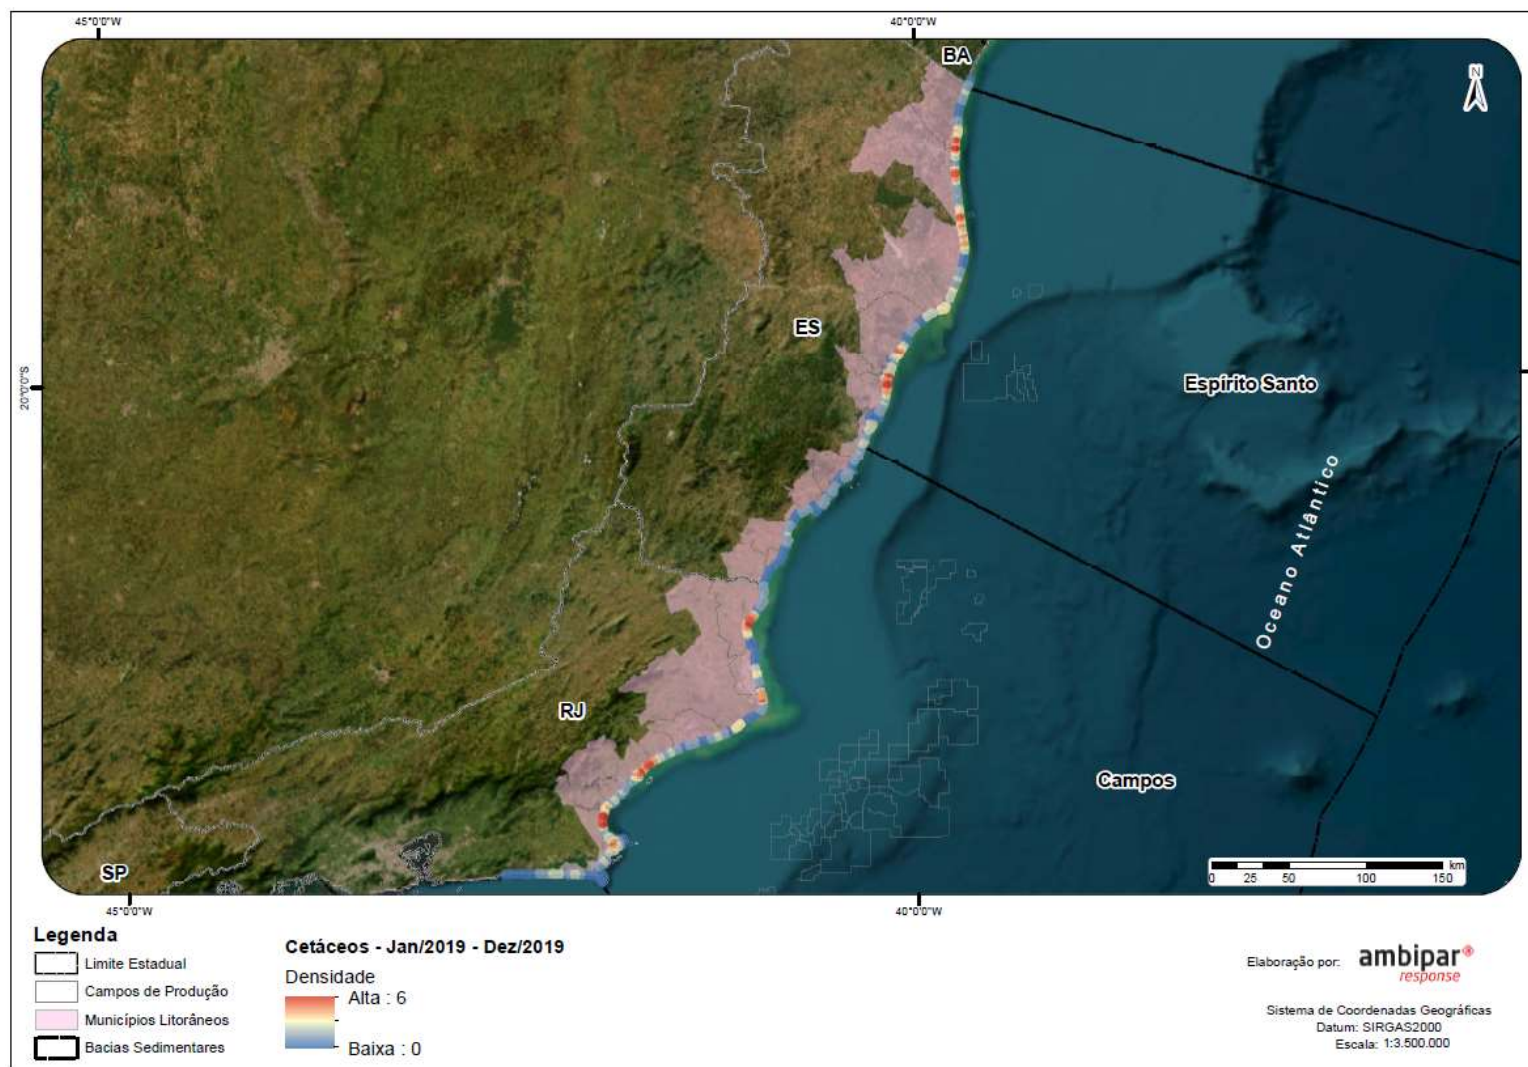 45°0'0"W
40°0'0"W
BA
N
ES
20°0'0"S
Espírito Santo
Oceano Atlântico
RJ
Campos
SP
km
0 25 50 100 150
45°0'0"W
40°0'0"W
Legenda
Limite Estadual
Campos de Produção
Municípios Litorâneos
Bacias Sedimentares
Cetáceos - Jan/2019 - Dez/2019
Densidade
Alta : 6
Baixa : 0
Elaboração por:
ambipar®
response
Sistema de Coordenadas Geográficas
Datum: SIRGAS2000
Escala: 1:3.500.000